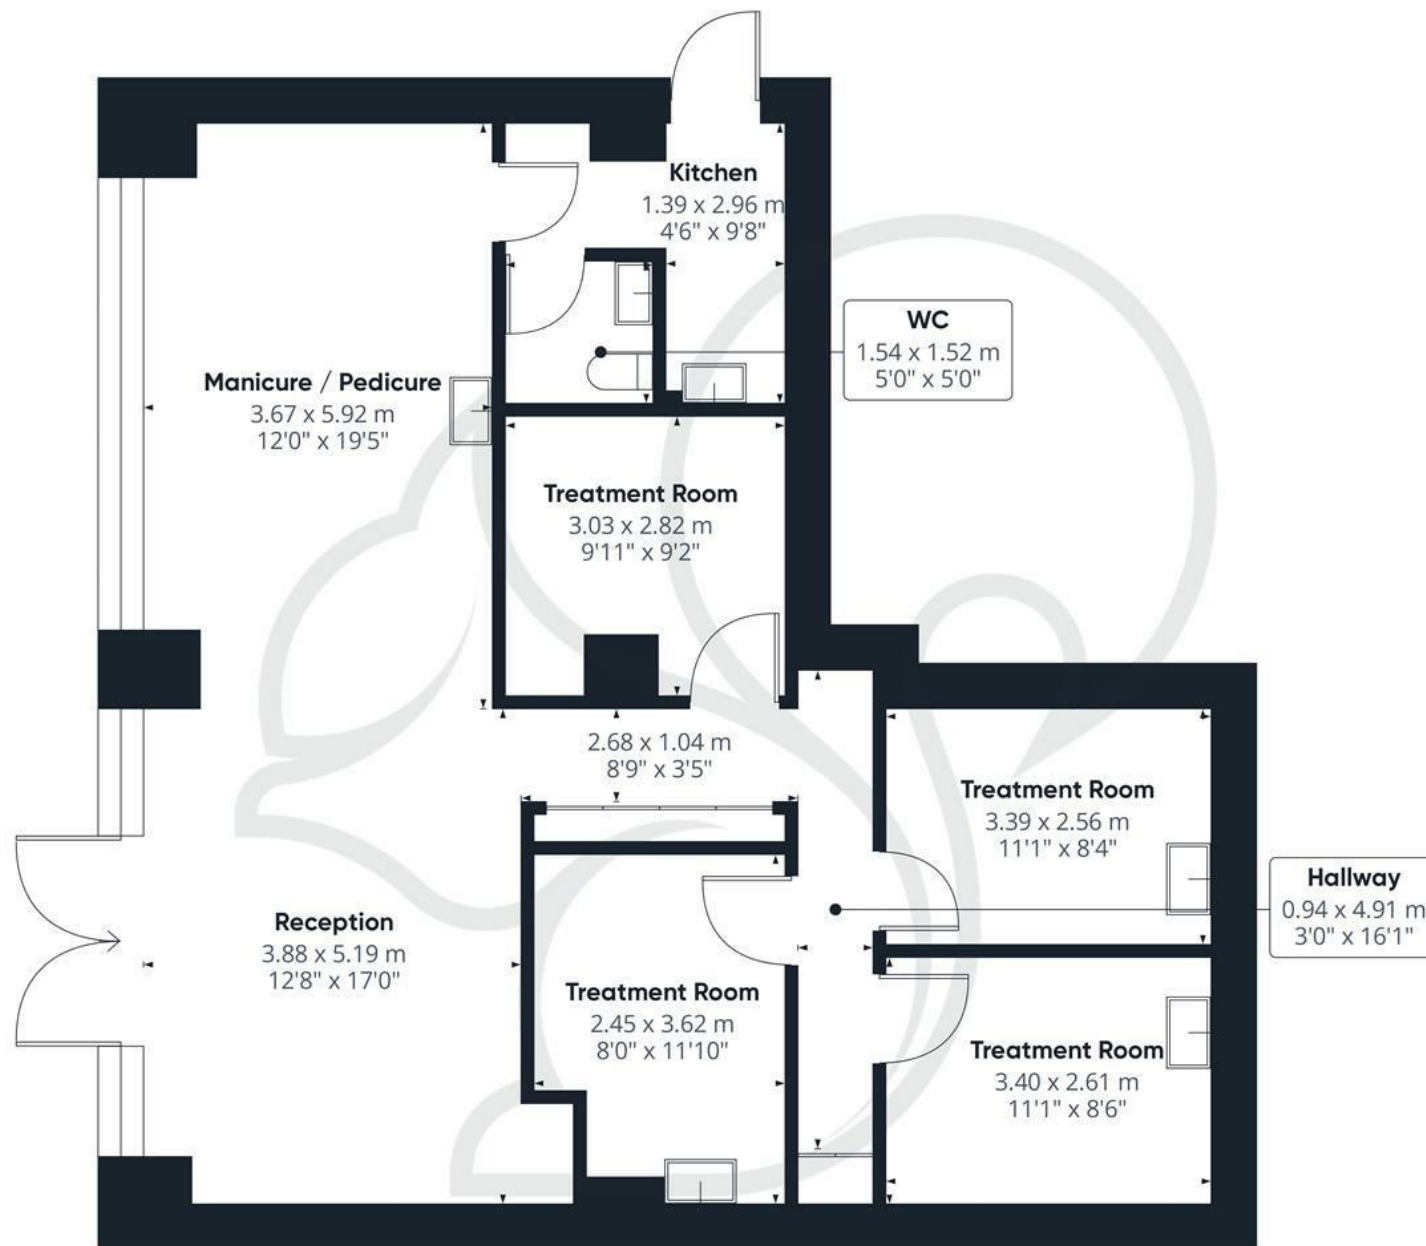 Kitchen
1.39 x 2.96 m
4'6" x 9'8"
WC
1.54 x 1.52 m
5'0" x 5'0"
Manicure / Pedicure
3.67 x 5.92 m
12'0" x 19'5"
Treatment Room
3.03 x 2.82 m
9'11" x 9'2"
2.68 x 1.04 m
8'9" x 3'5"
Treatment Room
3.39 x 2.56 m
11'1" x 8'4"
Hallway
0.94 x 4.91 m
3'0" x 16'1"
Reception
3.88 x 5.19 m
12'8" x 17'0"
Treatment Room
2.45 x 3.62 m
8'0" x 11'10"
Treatment Room
3.40 x 2.61 m
11'1" x 8'6"